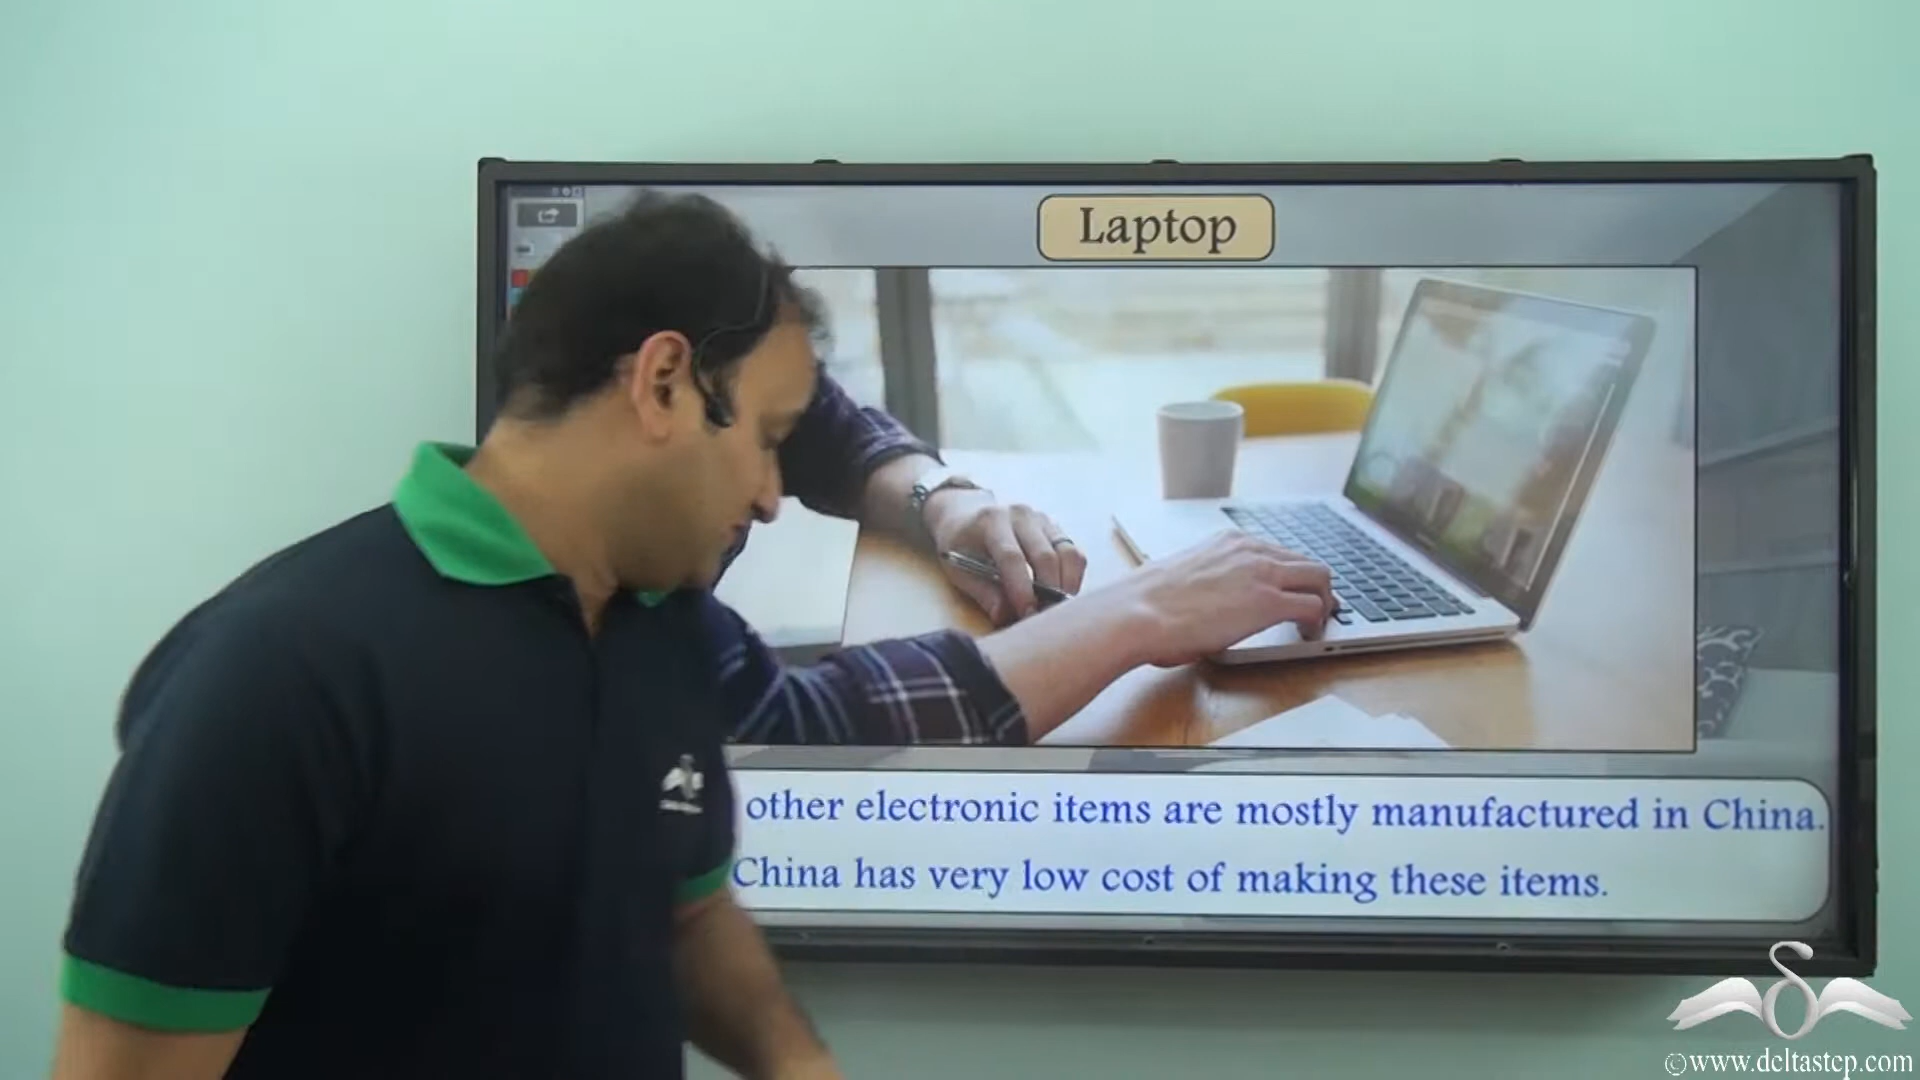 Laptop
other electronic items are mostly manufactured in China.
China has very low cost of making these items.
©www.deltastep.com